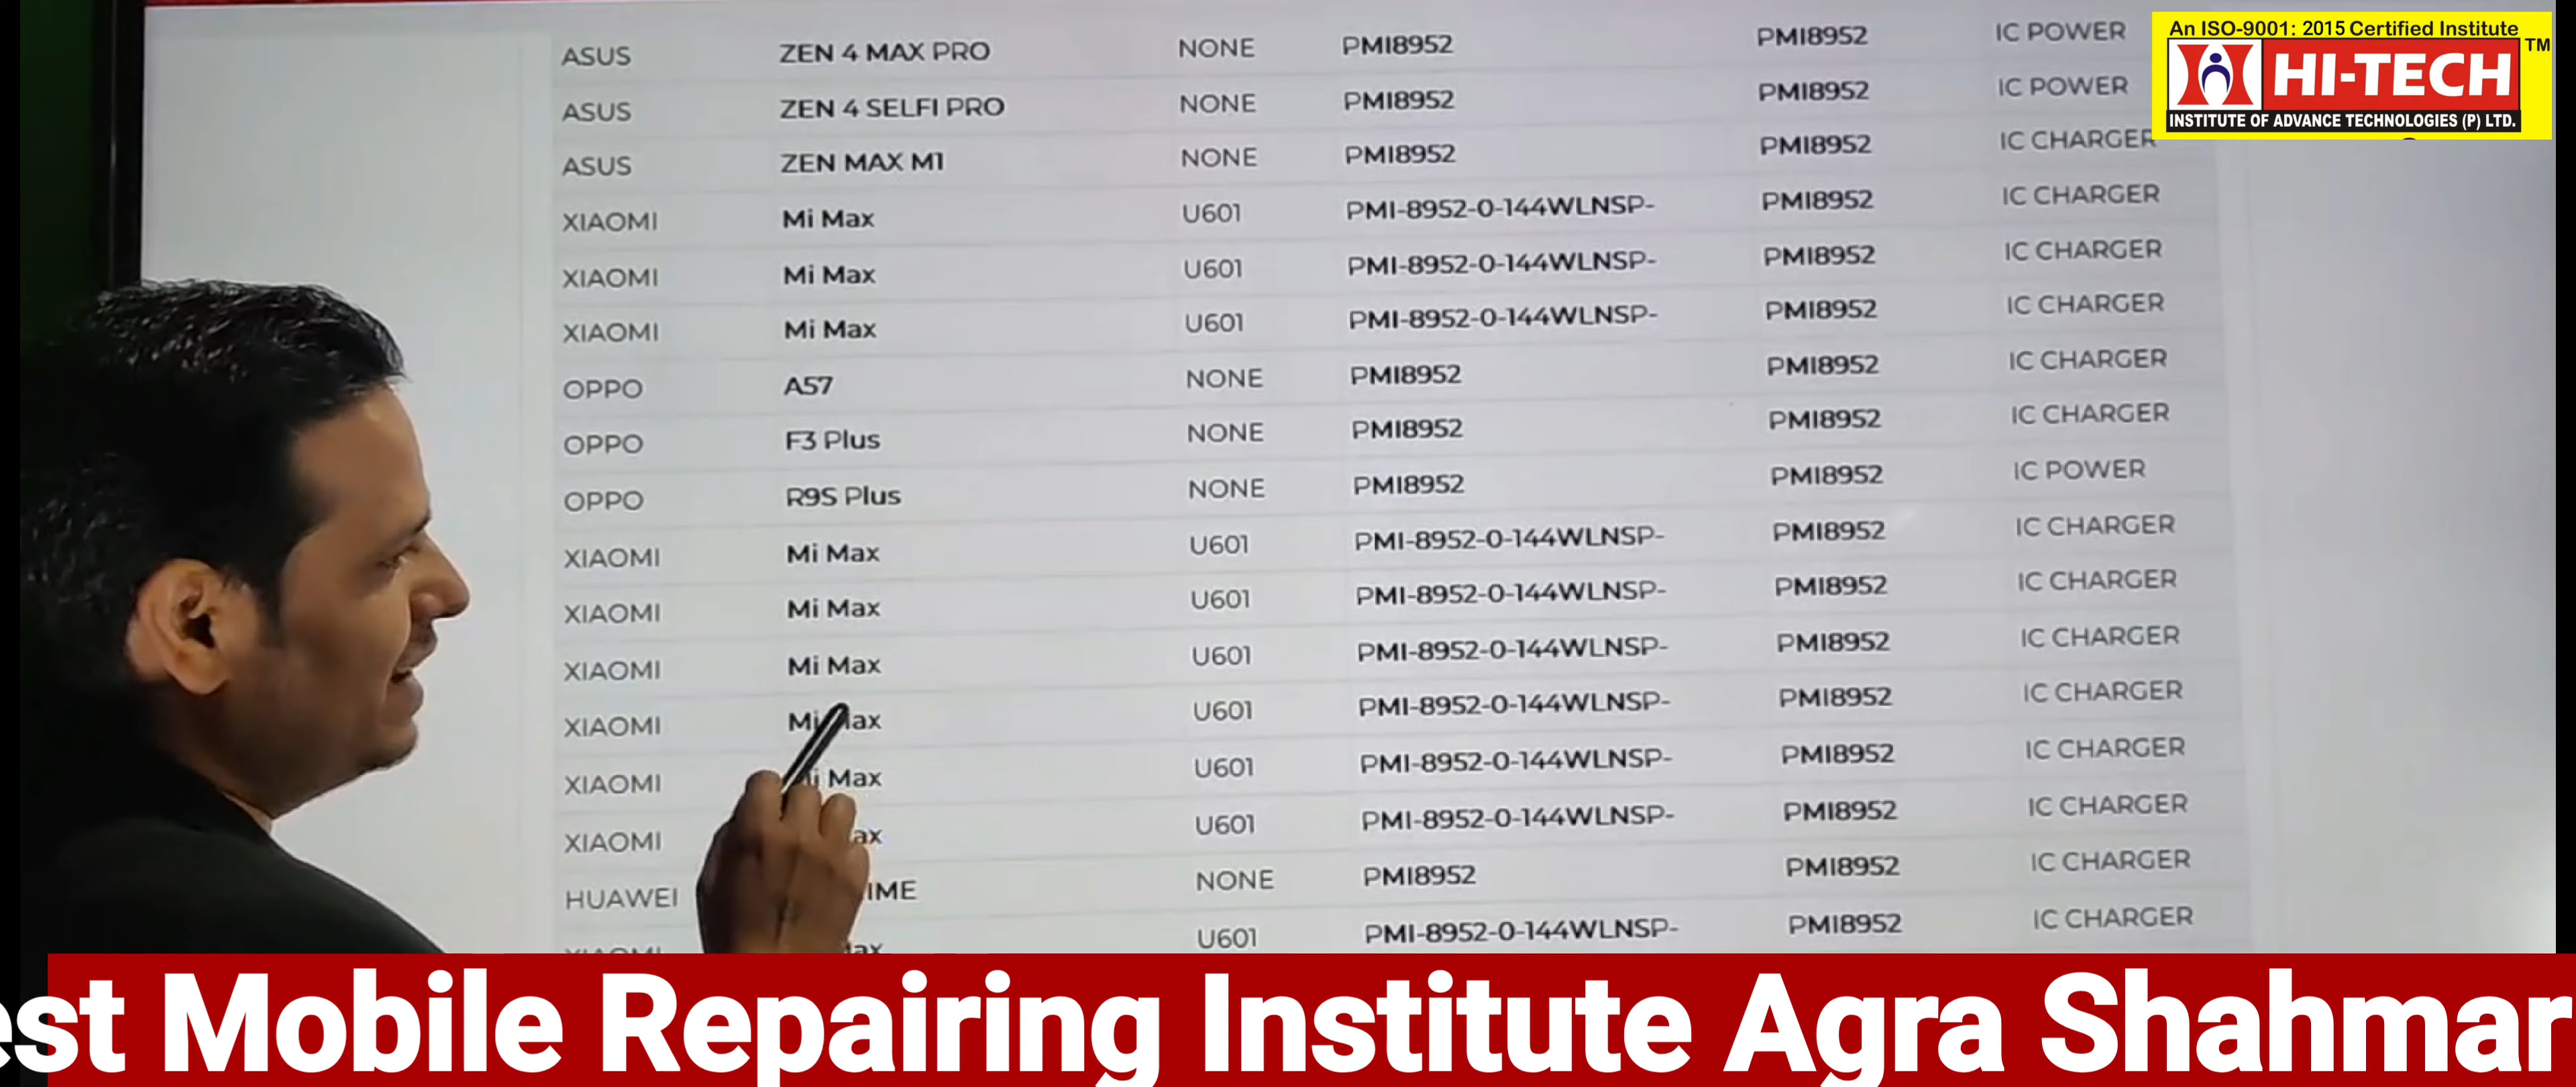 An ISO-9001: 2015 Certified Institute
HI-TECH TM
INSTITUTE OF ADVANCE TECHNOLOGIES (P) LTD.
ASUS ZEN 4 MAX PRO NONE PMI8952 PMI8952 IC POWER
ASUS ZEN 4 SELFI PRO NONE PMI8952 PMI8952 IC POWER
ASUS ZEN MAX M1 NONE PMI8952 PMI8952 IC CHARGER
XIAOMI Mi Max U601 PMI-8952-0-144WLNSP- PMI8952 IC CHARGER
XIAOMI Mi Max U601 PMI-8952-0-144WLNSP- PMI8952 IC CHARGER
XIAOMI Mi Max U601 PMI-8952-0-144WLNSP- PMI8952 IC CHARGER
OPPO A57 NONE PMI8952 PMI8952 IC CHARGER
OPPO F3 Plus NONE PMI8952 PMI8952 IC CHARGER
OPPO R9S Plus NONE PMI8952 PMI8952 IC POWER
XIAOMI Mi Max U601 PMI-8952-0-144WLNSP- PMI8952 IC CHARGER
XIAOMI Mi Max U601 PMI-8952-0-144WLNSP- PMI8952 IC CHARGER
XIAOMI Mi Max U601 PMI-8952-0-144WLNSP- PMI8952 IC CHARGER
XIAOMI Mi Max U601 PMI-8952-0-144WLNSP- PMI8952 IC CHARGER
XIAOMI Mi Max U601 PMI-8952-0-144WLNSP- PMI8952 IC CHARGER
XIAOMI U601 PMI-8952-0-144WLNSP- PMI8952 IC CHARGER
HUAWEI NONE PMI8952 PMI8952 IC CHARGER
U601 PMI-8952-0-144WLNSP- PMI8952 IC CHARGER
Mobile Repairing Institute Agra